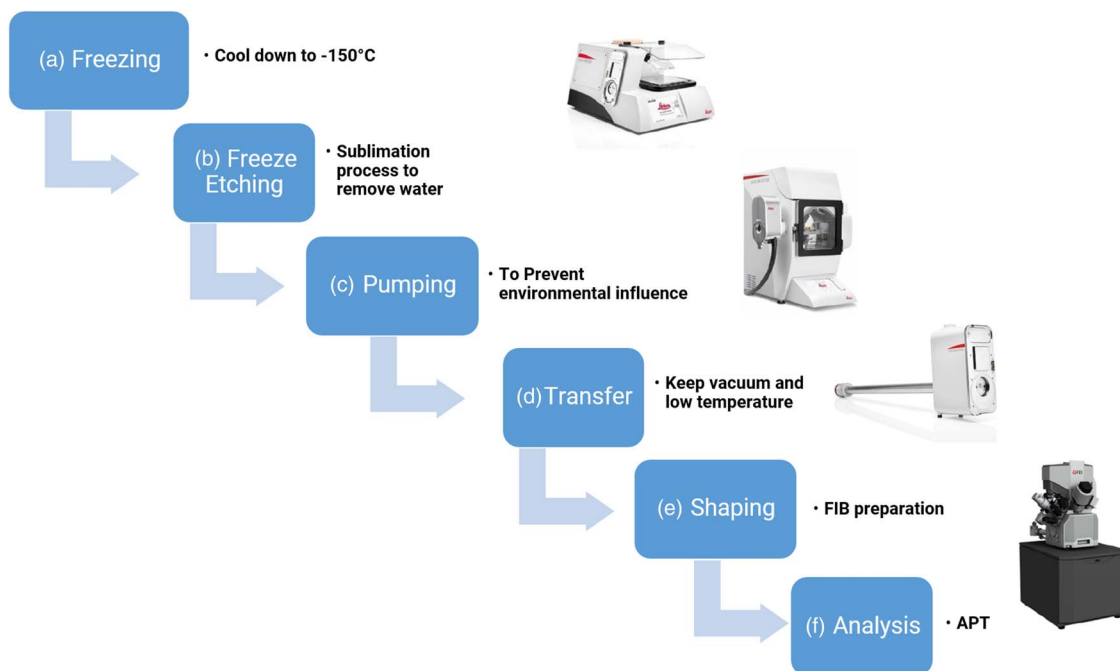 (a) Freezing
· Cool down to -150°C
(b) Freeze
Etching
· Sublimation
process to
remove water
(c) Pumping
· To Prevent
environmental influence
(d) Transfer
· Keep vacuum and
low temperature
(e) Shaping
· FIB preparation
(f) Analysis
· APT